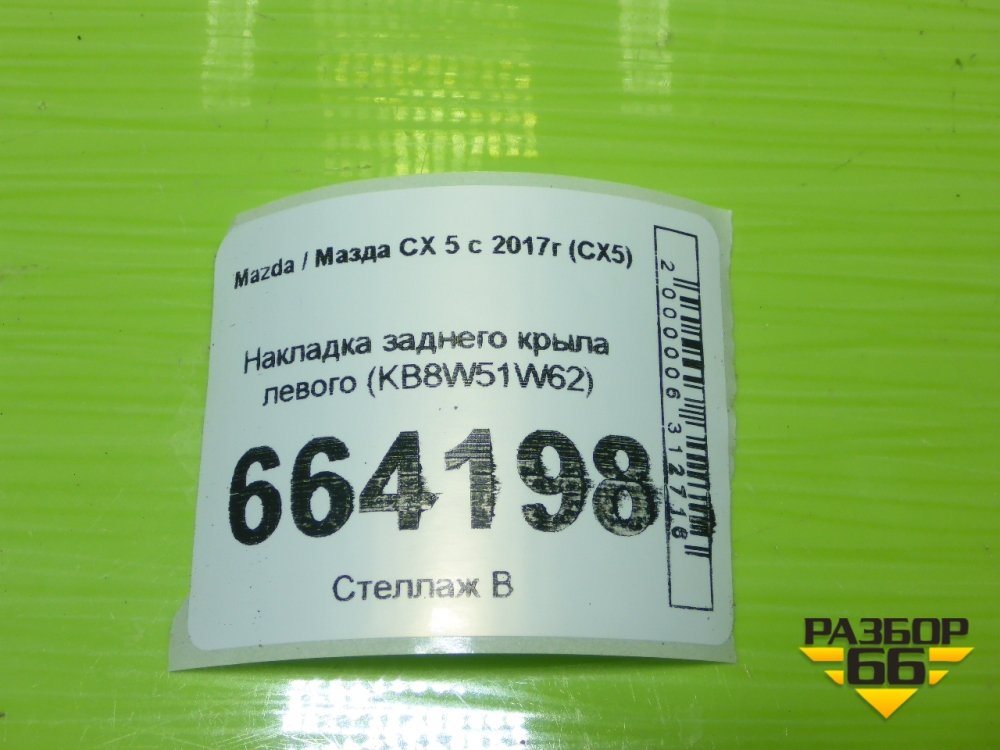 Mazda / Мазда CX 5 с 2017г (CX5)
Накладка заднего крыла
левого (KB8W51W62)
664198
Стеллаж В
2000006312716
РАЗБОР
66